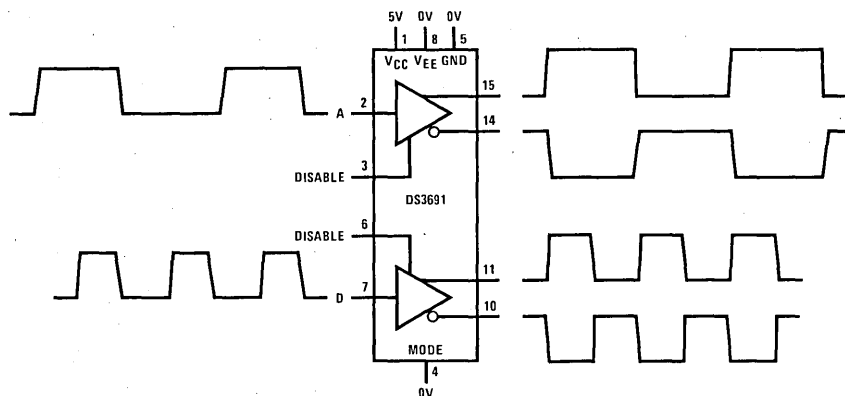 5V 0V 0V
1 8 5
VCC VEE GND
15
A 2
14
3
DISABLE
DS3691
6
DISABLE
11
D 7
10
MODE
4
0V